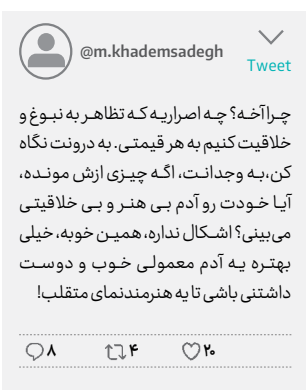 @m.khademsadegh
Tweet
چرا آخه؟ چه اصراریه که تظاهر به نبوغ و
خلاقیت کنیم به هر قیمتی. به درونت نگاه
کن، به وجدانت، اگه چیزی ازش مونده،
آیا خودت رو آدم بی هنر و بی خلاقیتی
می‌بینی؟ اشکال نداره، همین خوبه، خیلی
بهتره یه آدم معمولی خوب و دوست
داشتنی باشی تا یه هنرمندنمای متقلب!
۸ ۴ ۲۰